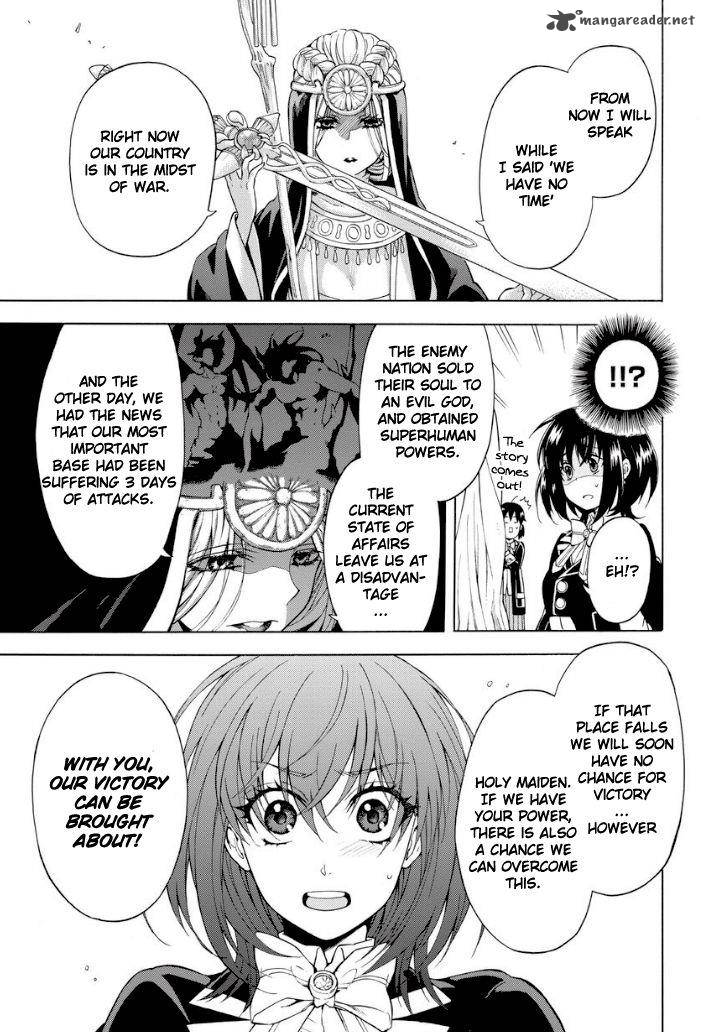 mangareader.net
FROM
NOW I WILL
SPEAK
WHILE
I SAID 'WE
HAVE NO
TIME'
RIGHT NOW
OUR COUNTRY
IS IN THE MIDST
OF WAR.
!!?
The
story
comes
out!
...
EH!?
THE ENEMY
NATION SOLD
THEIR SOUL TO
AN EVIL GOD,
AND OBTAINED
SUPERHUMAN
POWERS.
THE
CURRENT
STATE OF
AFFAIRS
LEAVE US AT
A DISADVAN-
TAGE
...
AND THE
OTHER DAY, WE
HAD THE NEWS
THAT OUR MOST
IMPORTANT
BASE HAD BEEN
SUFFERING 3 DAYS
OF ATTACKS.
IF THAT
PLACE FALLS
WE WILL SOON
HAVE NO
CHANCE FOR
VICTORY
...
HOWEVER
HOLY MAIDEN.
IF WE HAVE
YOUR POWER,
THERE IS ALSO
A CHANCE WE
CAN OVERCOME
THIS.
WITH YOU,
OUR VICTORY
CAN BE
BROUGHT
ABOUT!